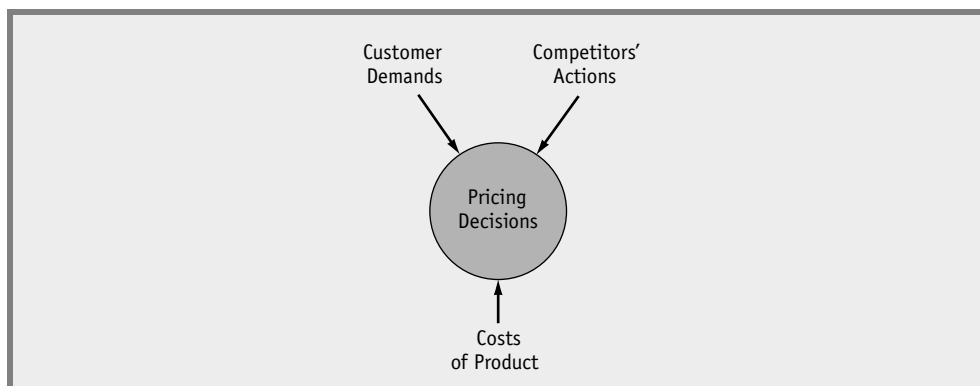 Customer
Demands
Competitors’
Actions
Pricing
Decisions
Costs
of Product